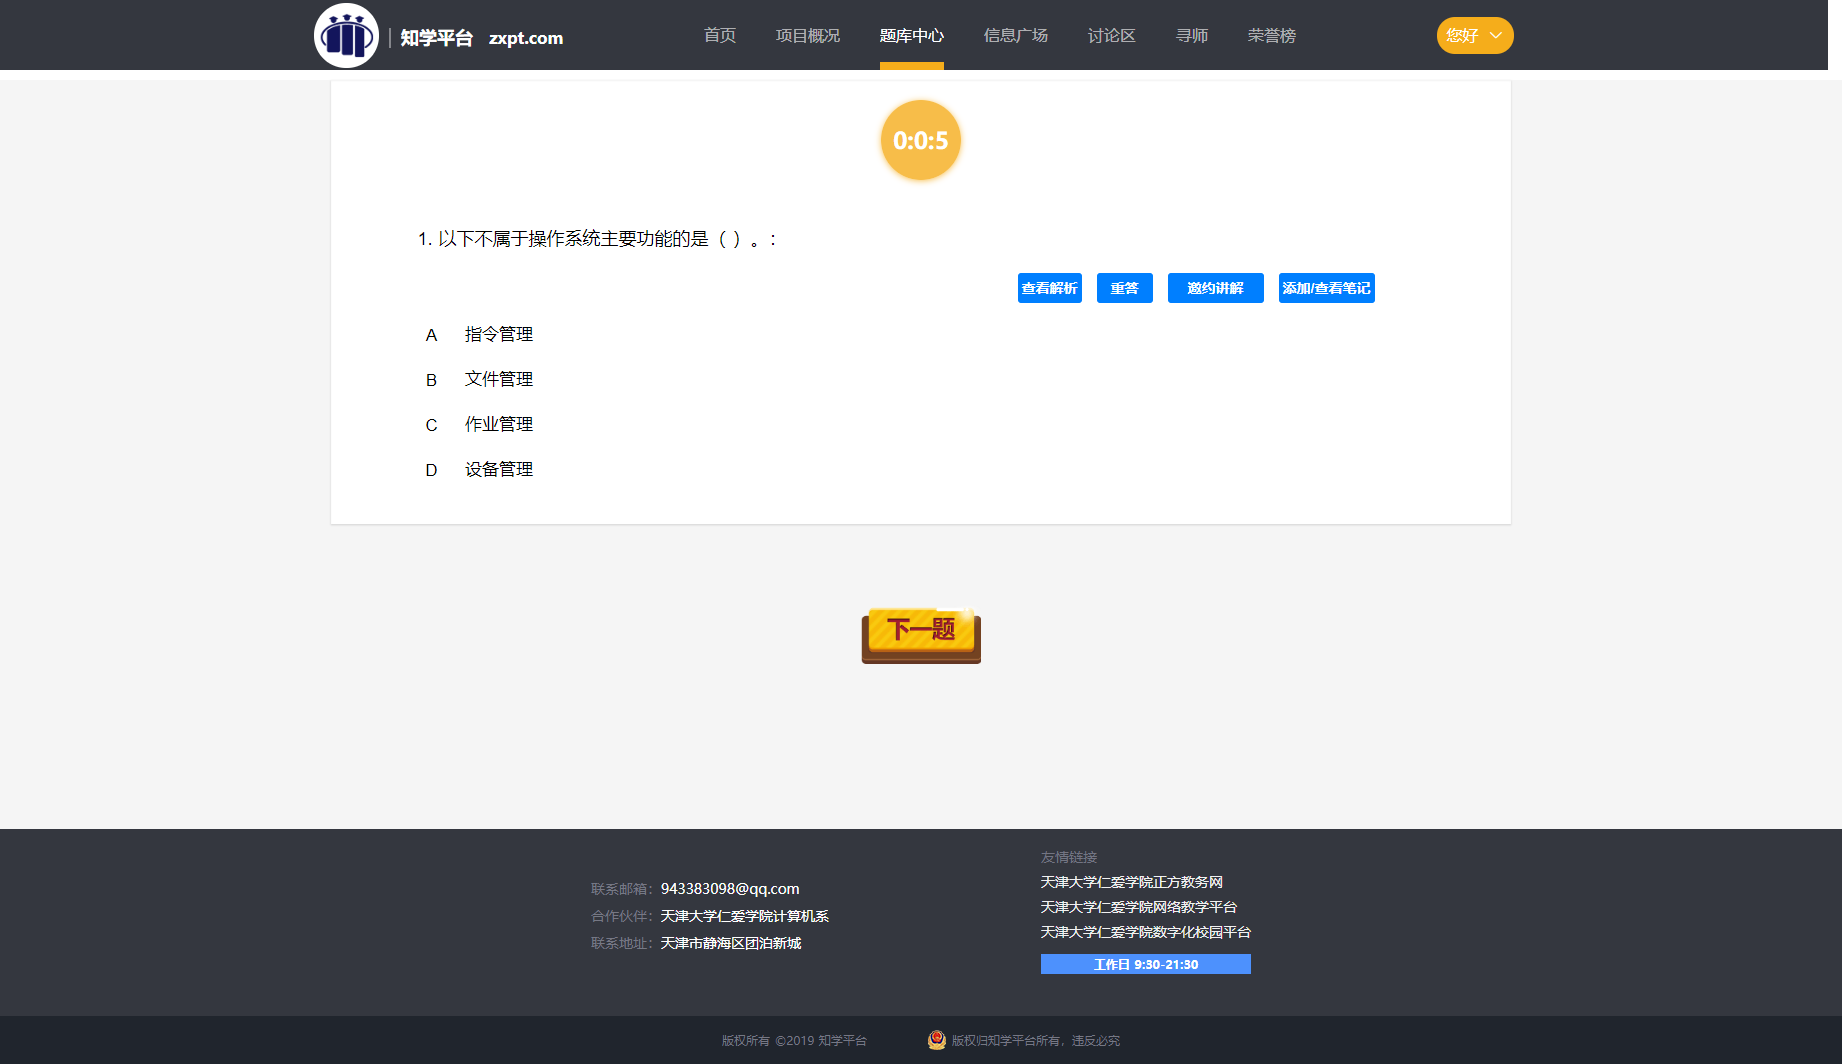 知学平台 zxpt.com 首页 项目概况 题库中心 信息广场 讨论区 寻师 荣誉榜 您好
0:0:5
1. 以下不属于操作系统主要功能的是（ ）。:
查看解析 重答 邀约讲解 添加/查看笔记
A 指令管理
B 文件管理
C 作业管理
D 设备管理
下一题
联系邮箱：943383098@qq.com
合作伙伴：天津大学仁爱学院计算机系
联系地址：天津市静海区团泊新城
友情链接
天津大学仁爱学院正方教务网
天津大学仁爱学院网络教学平台
天津大学仁爱学院数字化校园平台
工作日 9:30-21:30
版权所有 ©2019 知学平台 版权归知学平台所有，违反必究